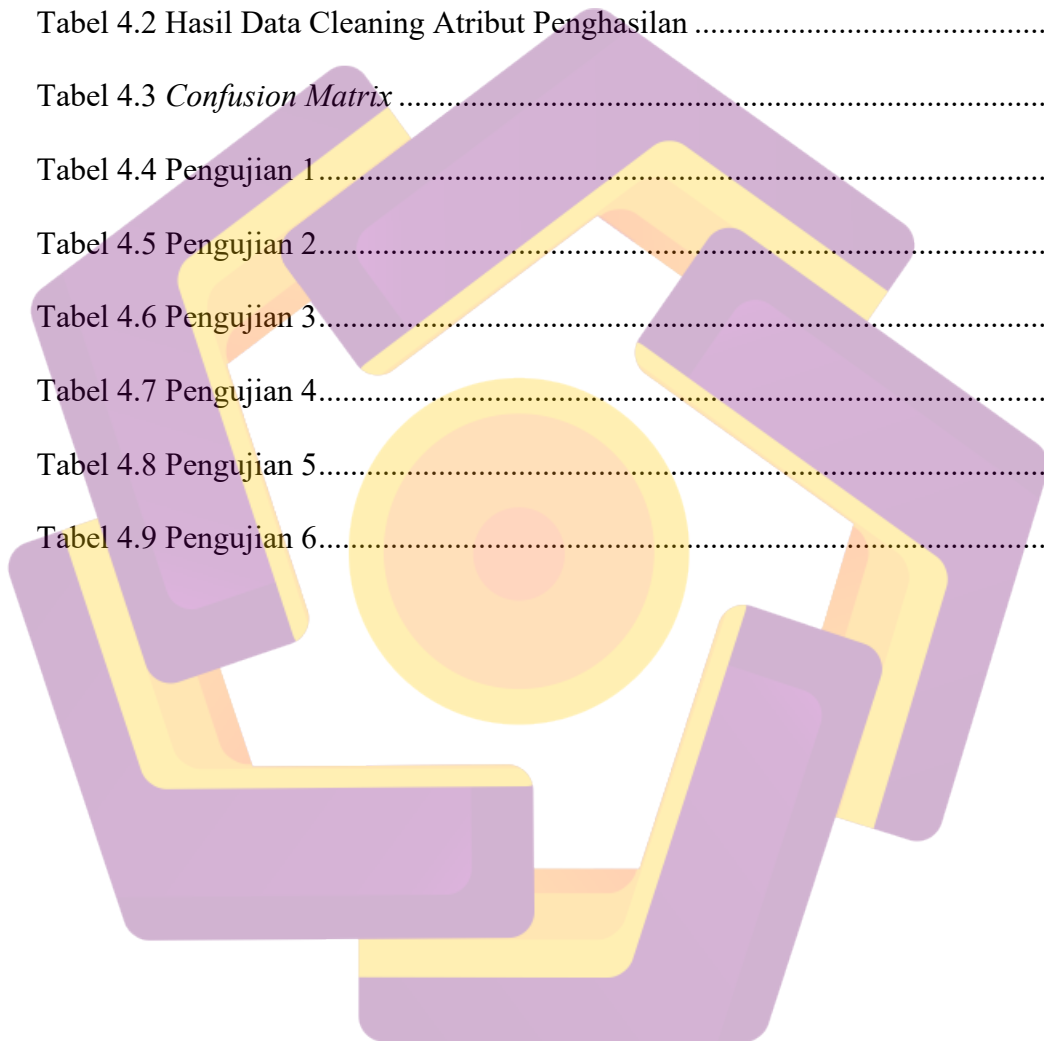 Tabel 4.2 Hasil Data Cleaning Atribut Penghasilan ......................................
Tabel 4.3 Confusion Matrix ..............................................................................
Tabel 4.4 Pengujian 1.......................................................................................
Tabel 4.5 Pengujian 2.......................................................................................
Tabel 4.6 Pengujian 3.......................................................................................
Tabel 4.7 Pengujian 4.......................................................................................
Tabel 4.8 Pengujian 5.......................................................................................
Tabel 4.9 Pengujian 6.......................................................................................